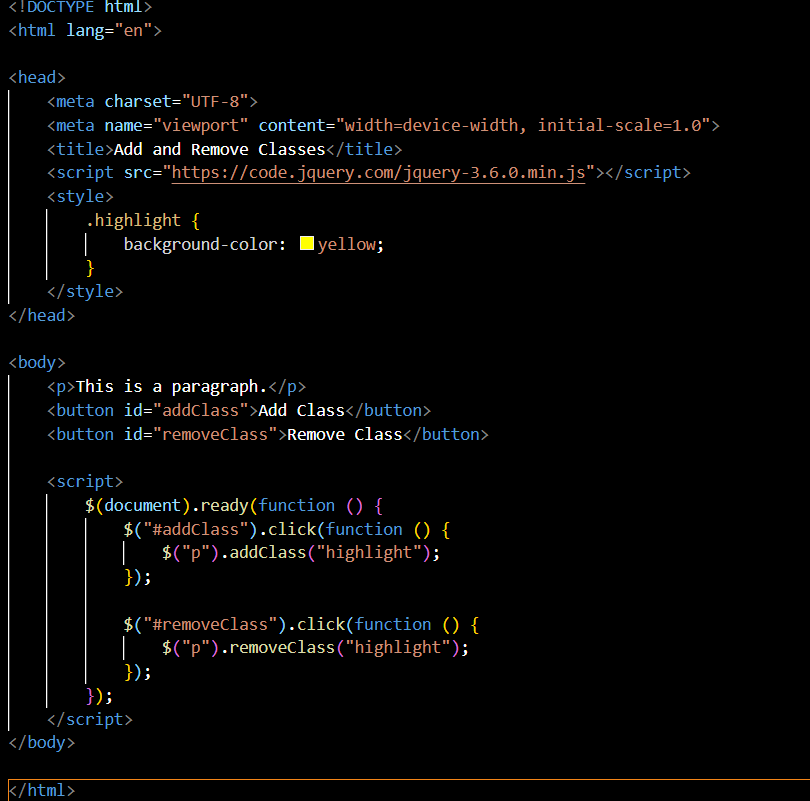 <!DOCTYPE html>
<html lang="en">

<head>
    <meta charset="UTF-8">
    <meta name="viewport" content="width=device-width, initial-scale=1.0">
    <title>Add and Remove Classes</title>
    <script src="https://code.jquery.com/jquery-3.6.0.min.js"></script>
    <style>
        .highlight {
            background-color: yellow;
        }
    </style>
</head>

<body>
    <p>This is a paragraph.</p>
    <button id="addClass">Add Class</button>
    <button id="removeClass">Remove Class</button>

    <script>
        $(document).ready(function () {
            $("#addClass").click(function () {
                $("p").addClass("highlight");
            });

            $("#removeClass").click(function () {
                $("p").removeClass("highlight");
            });
        });
    </script>
</body>

</html>